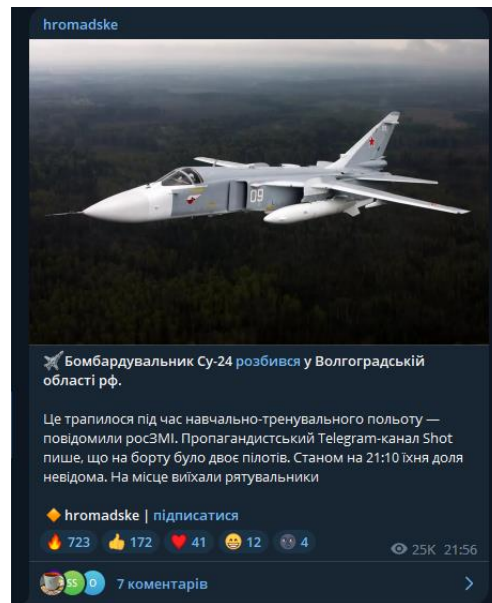 hromadske
09
Бомбардувальник Су-24 розбився у Волгоградській
області рф.
Це трапилося під час навчально-тренувального польоту —
повідомили росЗМІ. Пропагандистський Telegram-канал Shot
пише, що на борту було двоє пілотів. Станом на 21:10 їхня доля
невідома. На місце виїхали рятувальники
hromadske | підписатися
723 172 41 12 4
25K 21:56
SS O 7 коментарів